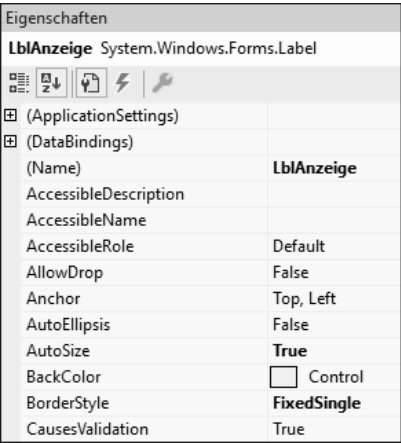 Eigenschaften
LblAnzeige System.Windows.Forms.Label
(ApplicationSettings)
(DataBindings)
(Name) LblAnzeige
AccessibleDescription
AccessibleName
AccessibleRole Default
AllowDrop False
Anchor Top, Left
AutoEllipsis False
AutoSize True
BackColor Control
BorderStyle FixedSingle
CausesValidation True